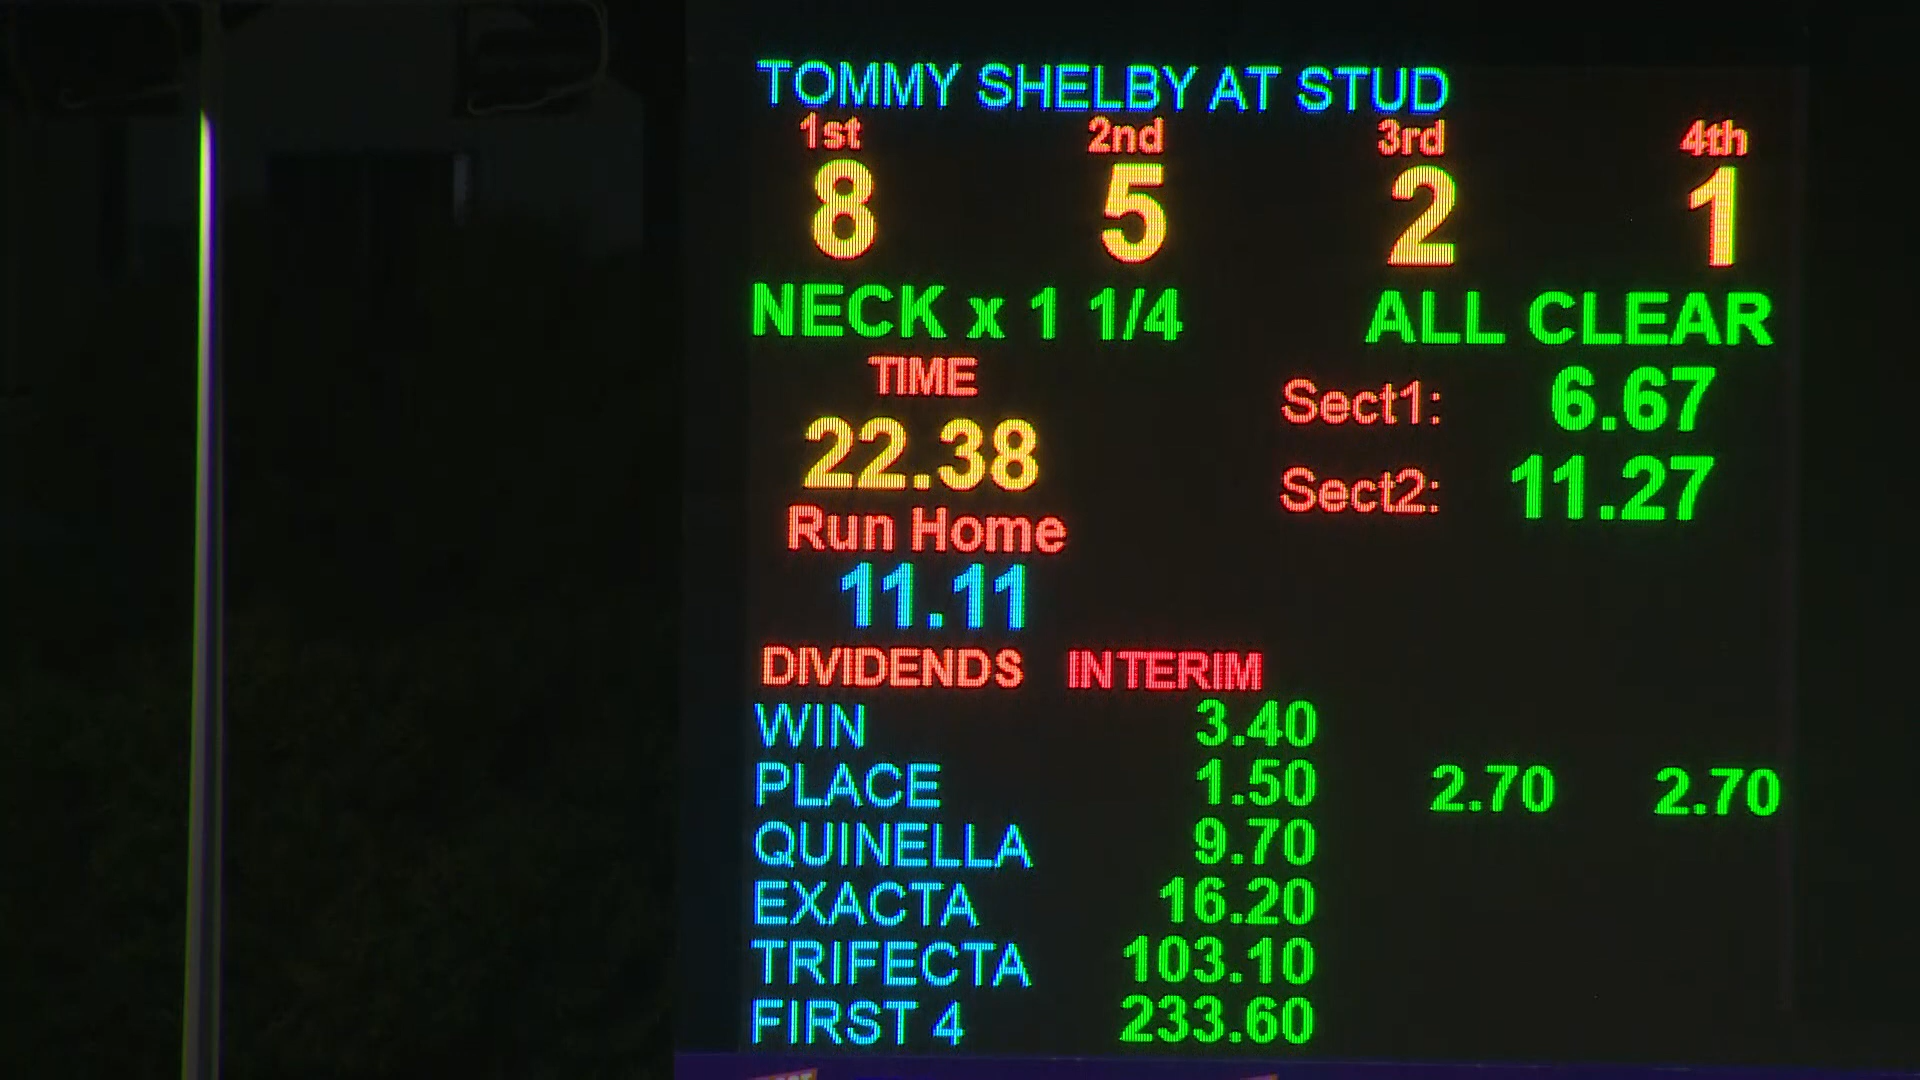 TOMMY SHELBY AT STUD
1st 2nd 3rd 4th
8 5 2 1
NECK x 1 1/4 ALL CLEAR
TIME
Sect1: 6.67
22.38
Sect2: 11.27
Run Home
11.11
DIVIDENDS INTERIM
WIN 3.40
PLACE 1.50 2.70 2.70
QUINELLA 9.70
EXACTA 16.20
TRIFECTA 103.10
FIRST 4 233.60